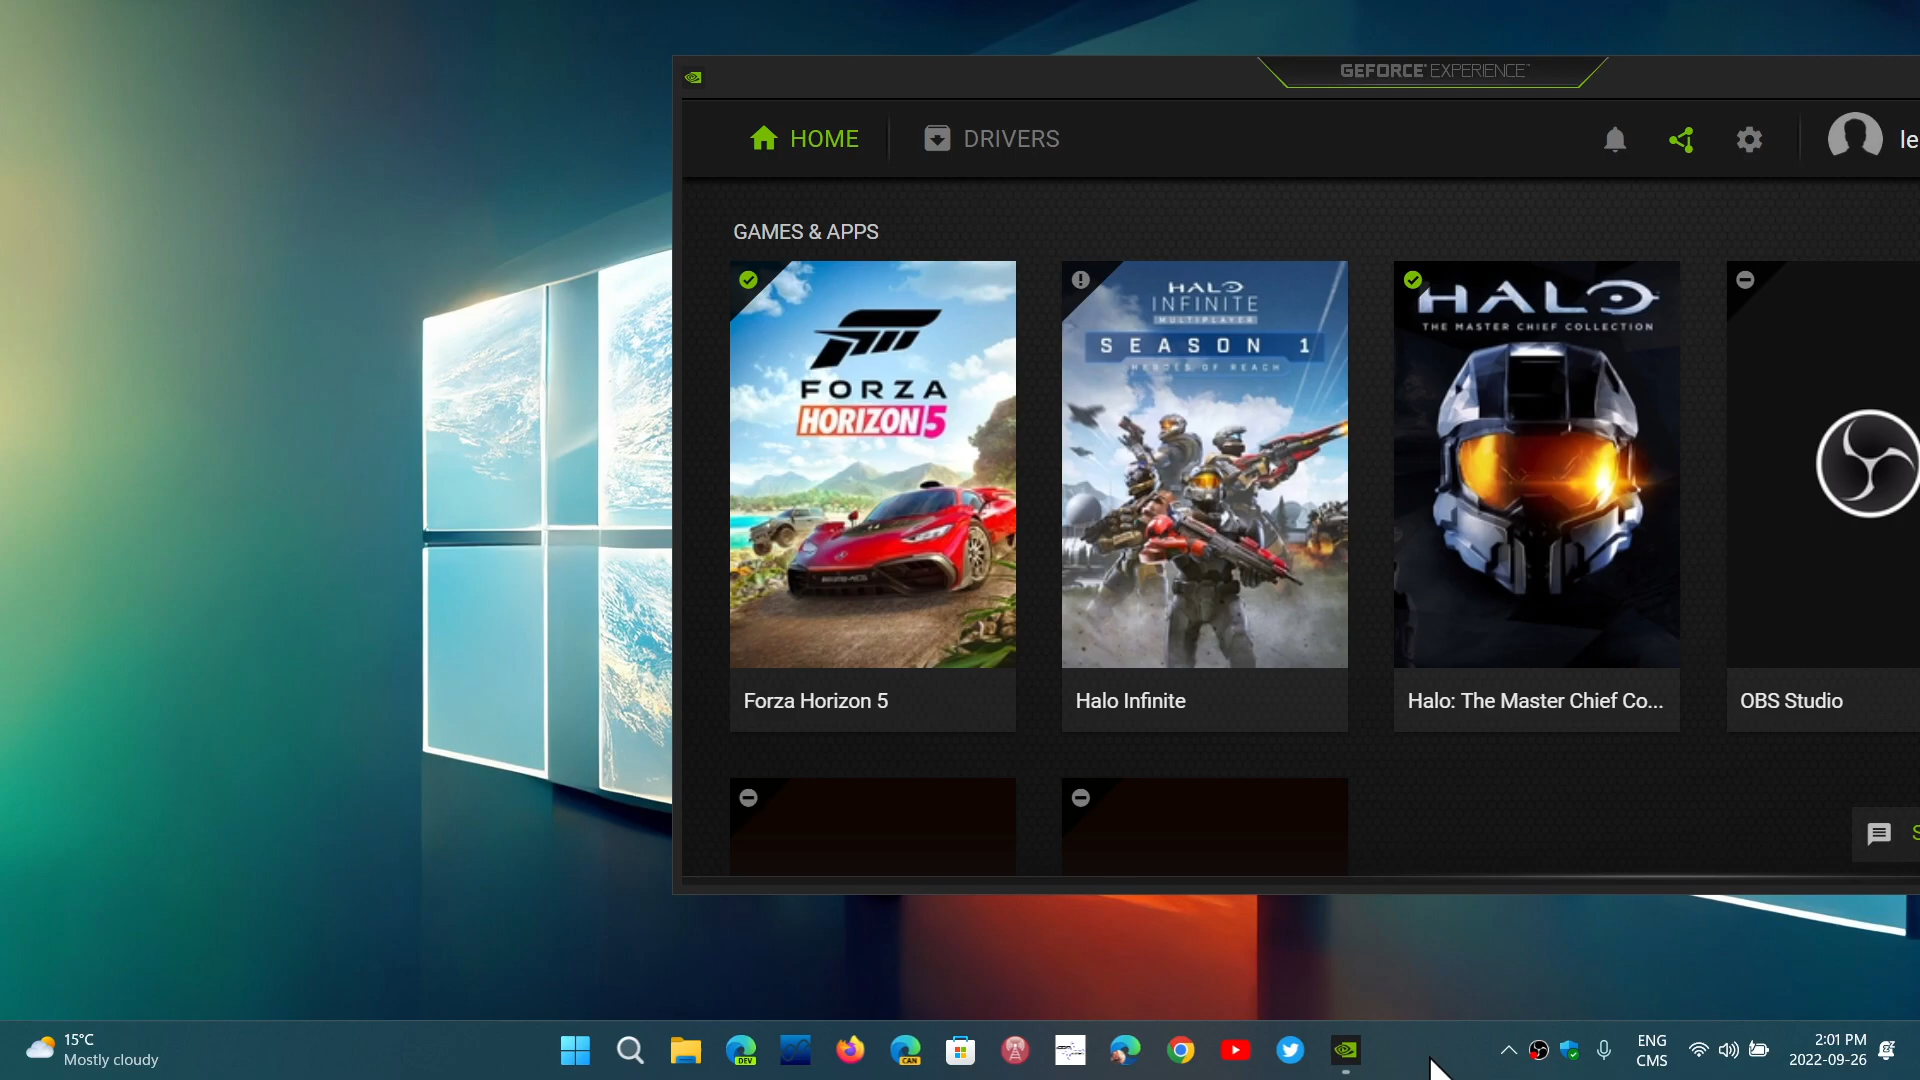 GEFORCE EXPERIENCE
HOME
DRIVERS
le
GAMES & APPS
FORZA
HORIZON 5
HALO
INFINITE
MULTIPLAYER
SEASON 1
HEROES OF REACH
HALO
THE MASTER CHIEF COLLECTION
Forza Horizon 5
Halo Infinite
Halo: The Master Chief Co...
OBS Studio
S
15°C
Mostly cloudy
DEV
CAN
ENG
CMS
2:01 PM
2022-09-26